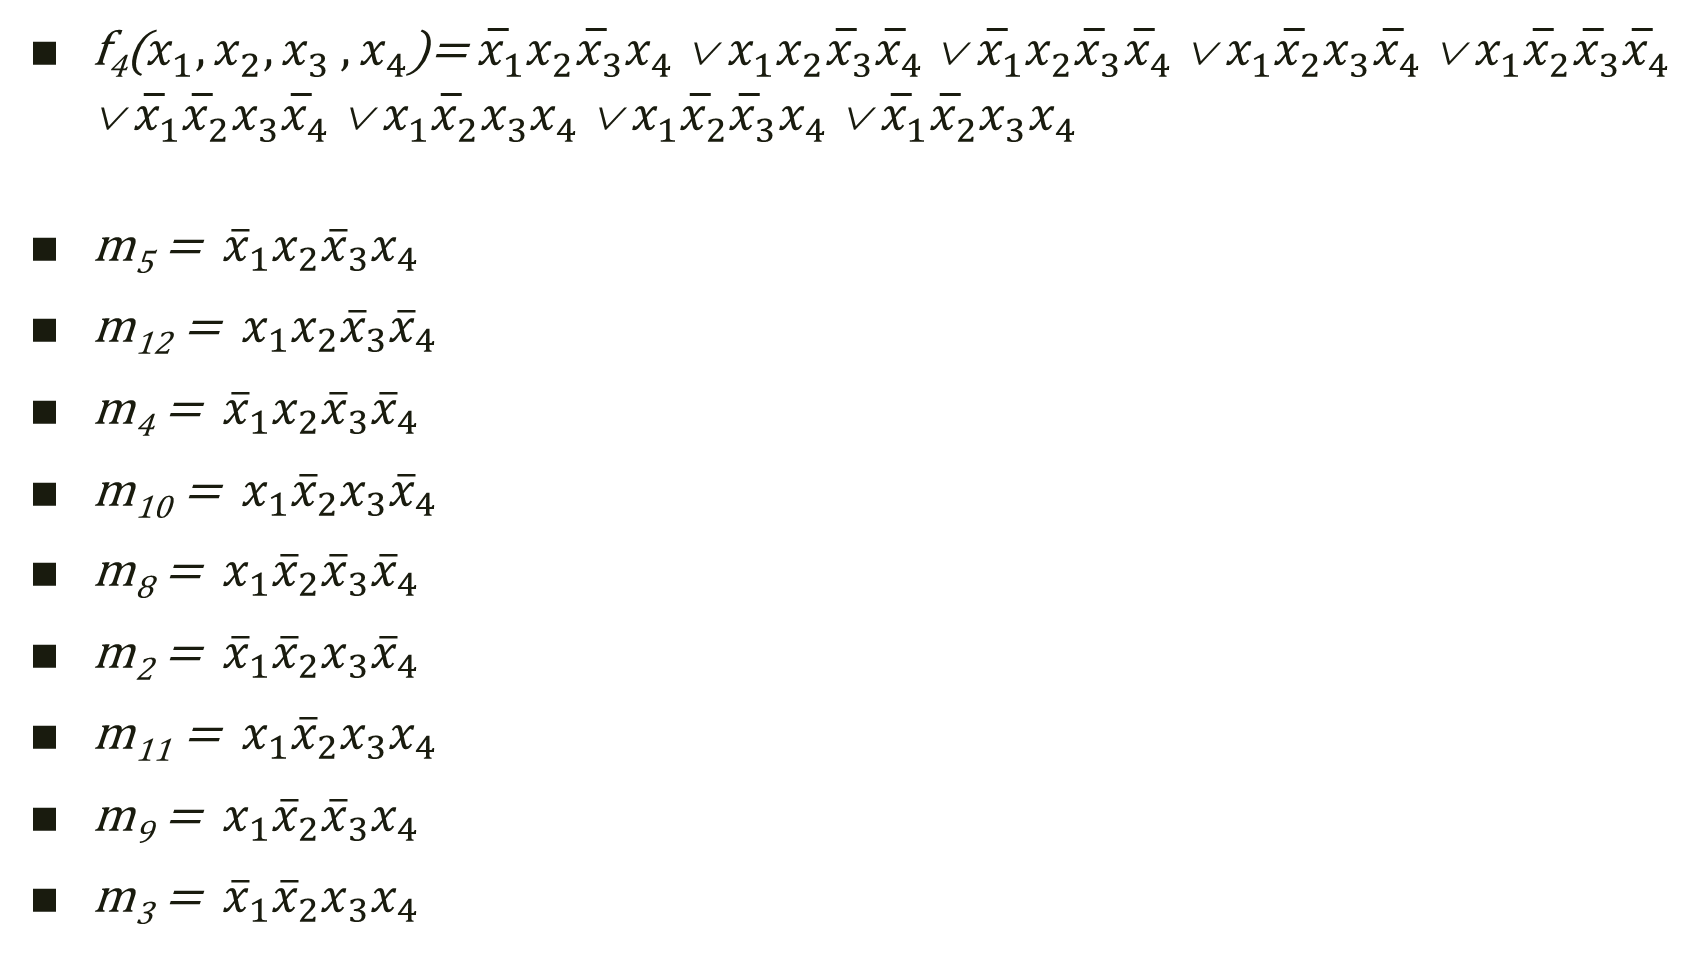 ■ f₄(x₁, x₂, x₃ , x₄)= x̅₁x₂x̅₃x₄ ∨ x₁x₂x̅₃x̅₄ ∨ x̅₁x₂x̅₃x̅₄ ∨ x₁x̅₂x₃x̅₄ ∨ x₁x̅₂x̅₃x̅₄
∨ x̅₁x̅₂x₃x̅₄ ∨ x₁x̅₂x₃x₄ ∨ x₁x̅₂x̅₃x₄ ∨ x̅₁x̅₂x₃x₄
■ m₅ = x̅₁x₂x̅₃x₄
■ m₁₂ = x₁x₂x̅₃x̅₄
■ m₄ = x̅₁x₂x̅₃x̅₄
■ m₁₀ = x₁x̅₂x₃x̅₄
■ m₈ = x₁x̅₂x̅₃x̅₄
■ m₂ = x̅₁x̅₂x₃x̅₄
■ m₁₁ = x₁x̅₂x₃x₄
■ m₉ = x₁x̅₂x̅₃x₄
■ m₃ = x̅₁x̅₂x₃x₄